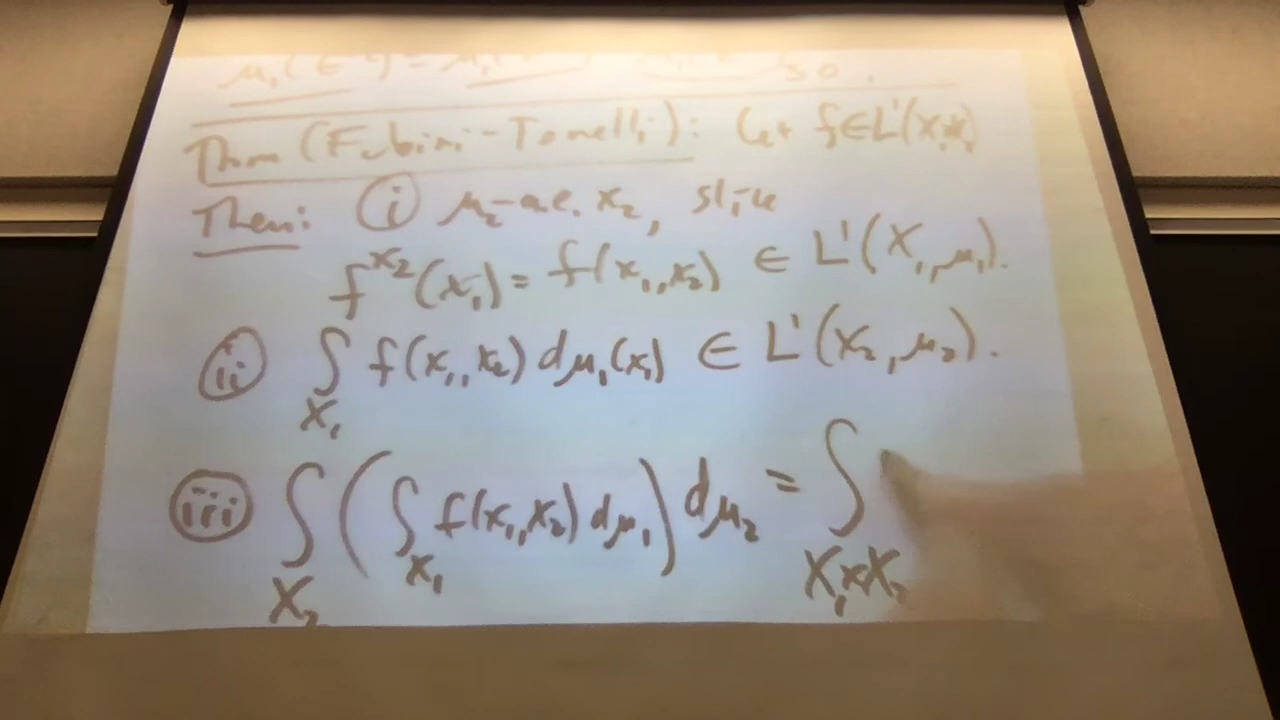 Thm (Fubini-Tonelli): Let f∈L¹(X₁×X₂)
Then: (i) μ₂-a.e. x₂, slice
f^{x₂}(x₁) = f(x₁,x₂) ∈ L¹(X₁,μ₁).
(ii) ∫_{X₁} f(x₁,x₂) dμ₁(x₁) ∈ L¹(X₂,μ₂).
(iii) ∫_{X₂} (∫_{X₁} f(x₁,x₂) dμ₁) dμ₂ = ∫_{X₁×X₂}